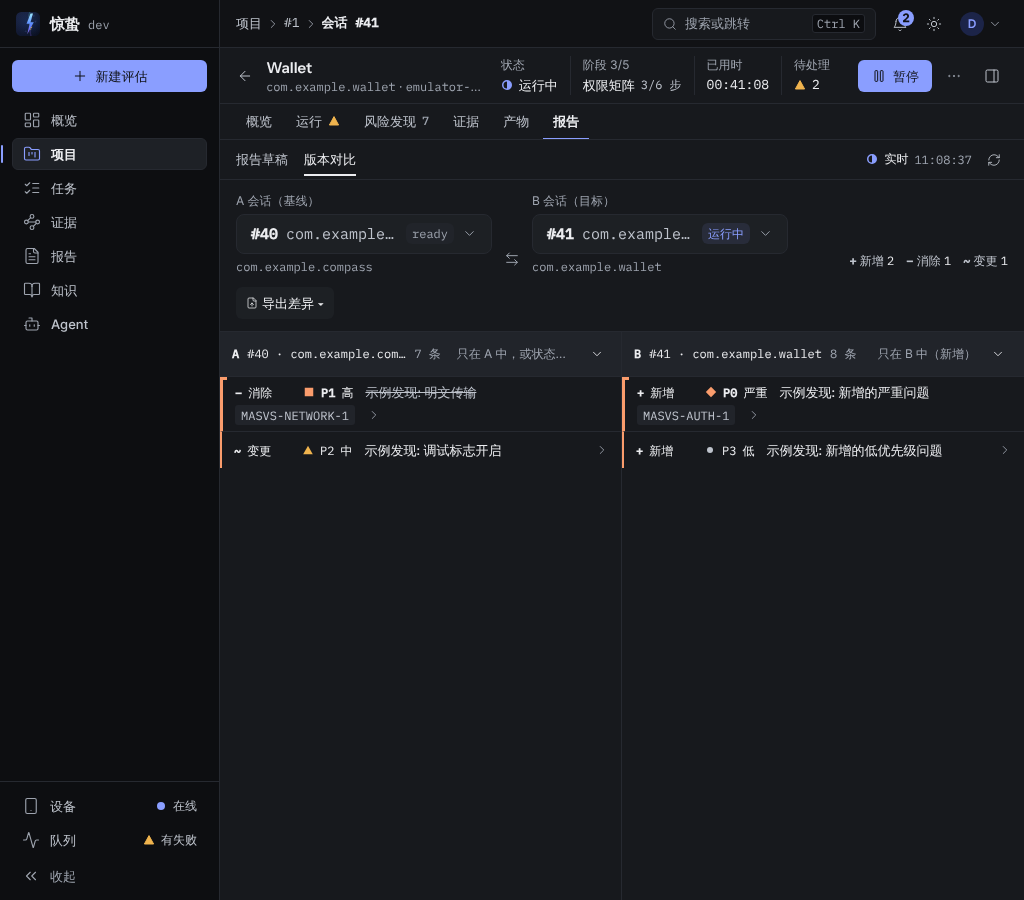 惊蛰 dev
项目 > #1 > 会话 #41
搜索或跳转 Ctrl K
2
D
新建评估
概览
项目
任务
证据
报告
知识
Agent
设备 在线
队列 有失败
收起
Wallet
com.example.wallet · emulator-…
状态
运行中
阶段 3/5
权限矩阵 3/6 步
已用时
00:41:08
待处理
2
暂停
概览 运行 风险发现 7 证据 产物 报告
报告草稿 版本对比
实时 11:08:37
A 会话（基线）
#40 com.example… ready
com.example.compass
B 会话（目标）
#41 com.example… 运行中
com.example.wallet
+ 新增 2 − 消除 1 ~ 变更 1
导出差异
A #40 · com.example.com… 7 条 只在 A 中，或状态…
− 消除 P1 高 示例发现: 明文传输
MASVS-NETWORK-1
~ 变更 P2 中 示例发现: 调试标志开启
B #41 · com.example.wallet 8 条 只在 B 中（新增）
+ 新增 P0 严重 示例发现: 新增的严重问题
MASVS-AUTH-1
+ 新增 P3 低 示例发现: 新增的低优先级问题